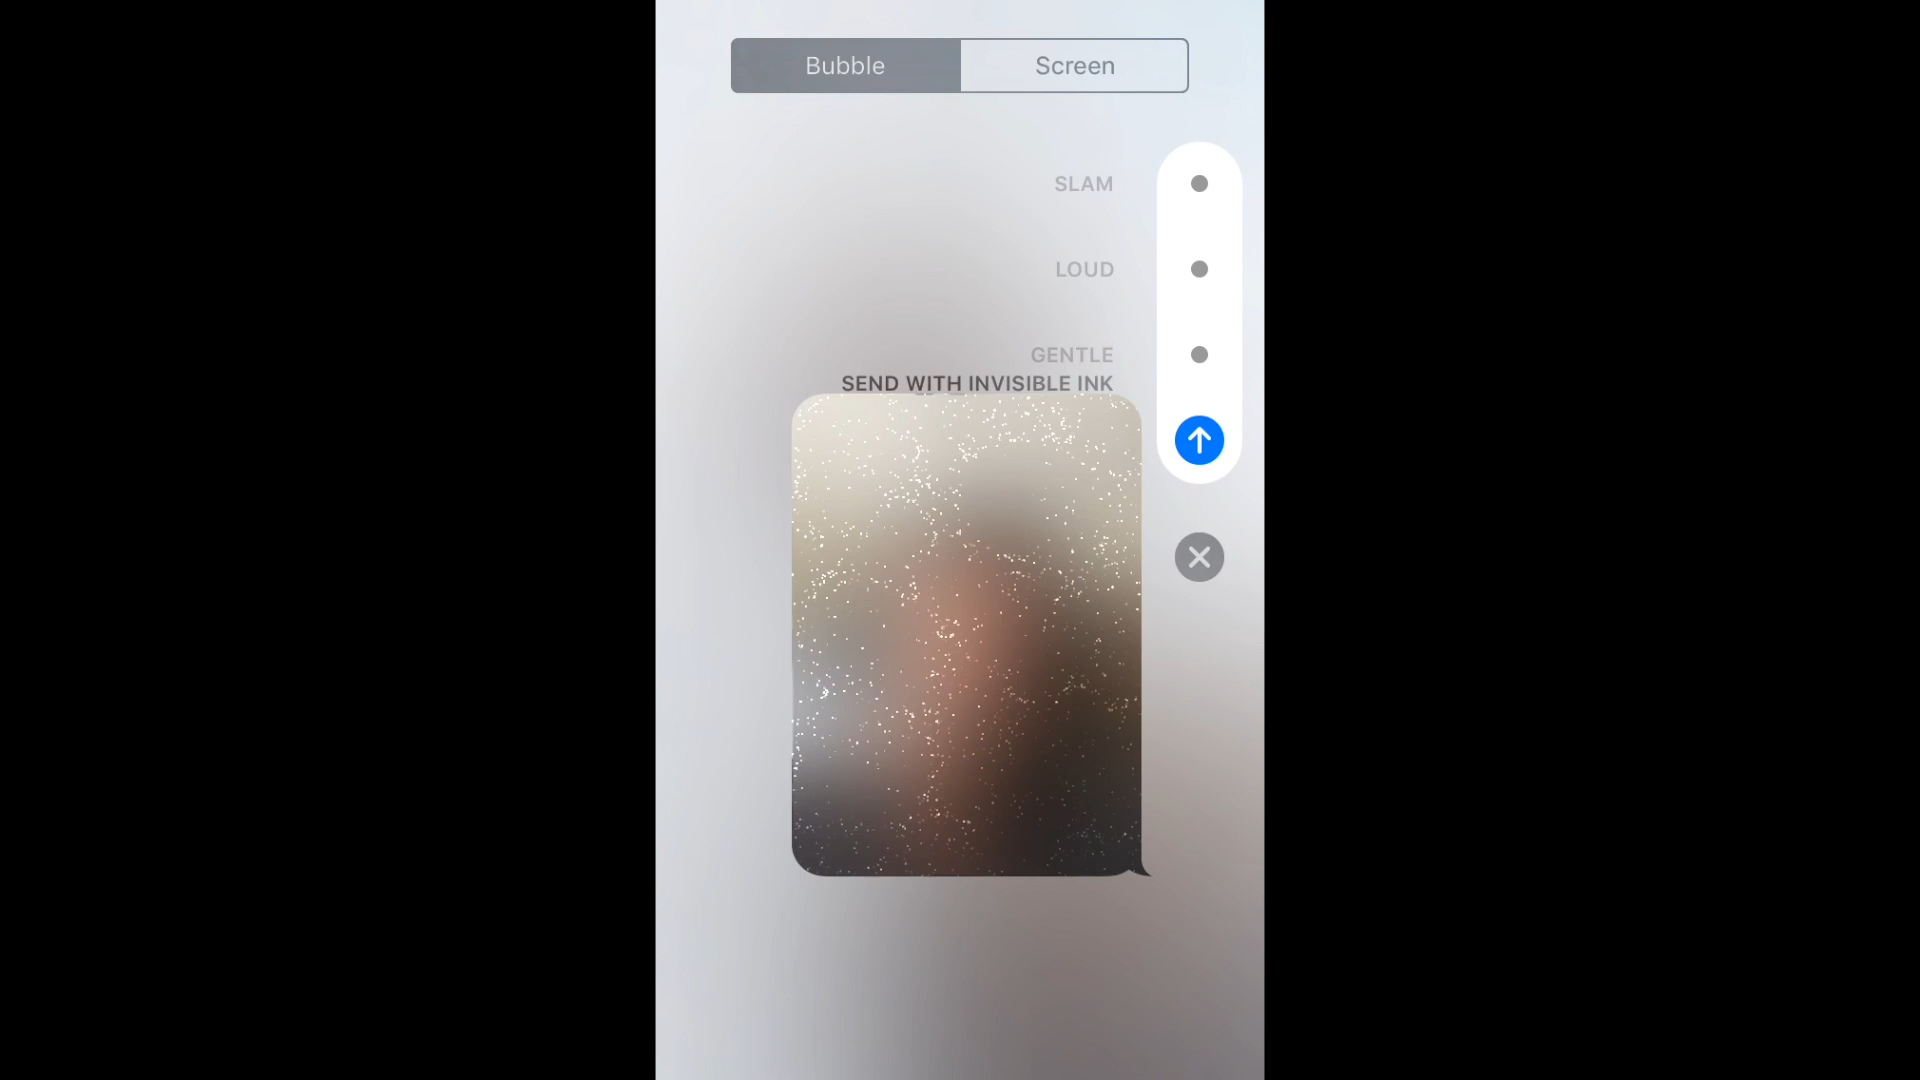 Bubble
Screen
SLAM
LOUD
GENTLE
SEND WITH INVISIBLE INK